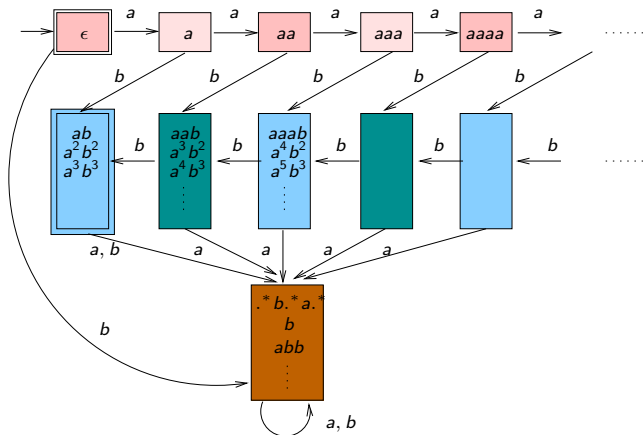 a a a a a
ϵ a aa aaa aaaa ······
b b b b b
ab aab aaab
a²b² a³b² a⁴b²
a³b³ a⁴b³ a⁵b³
b b b b b ······
a, b a a a a
.*b.*a.*
b
b
abb
a, b